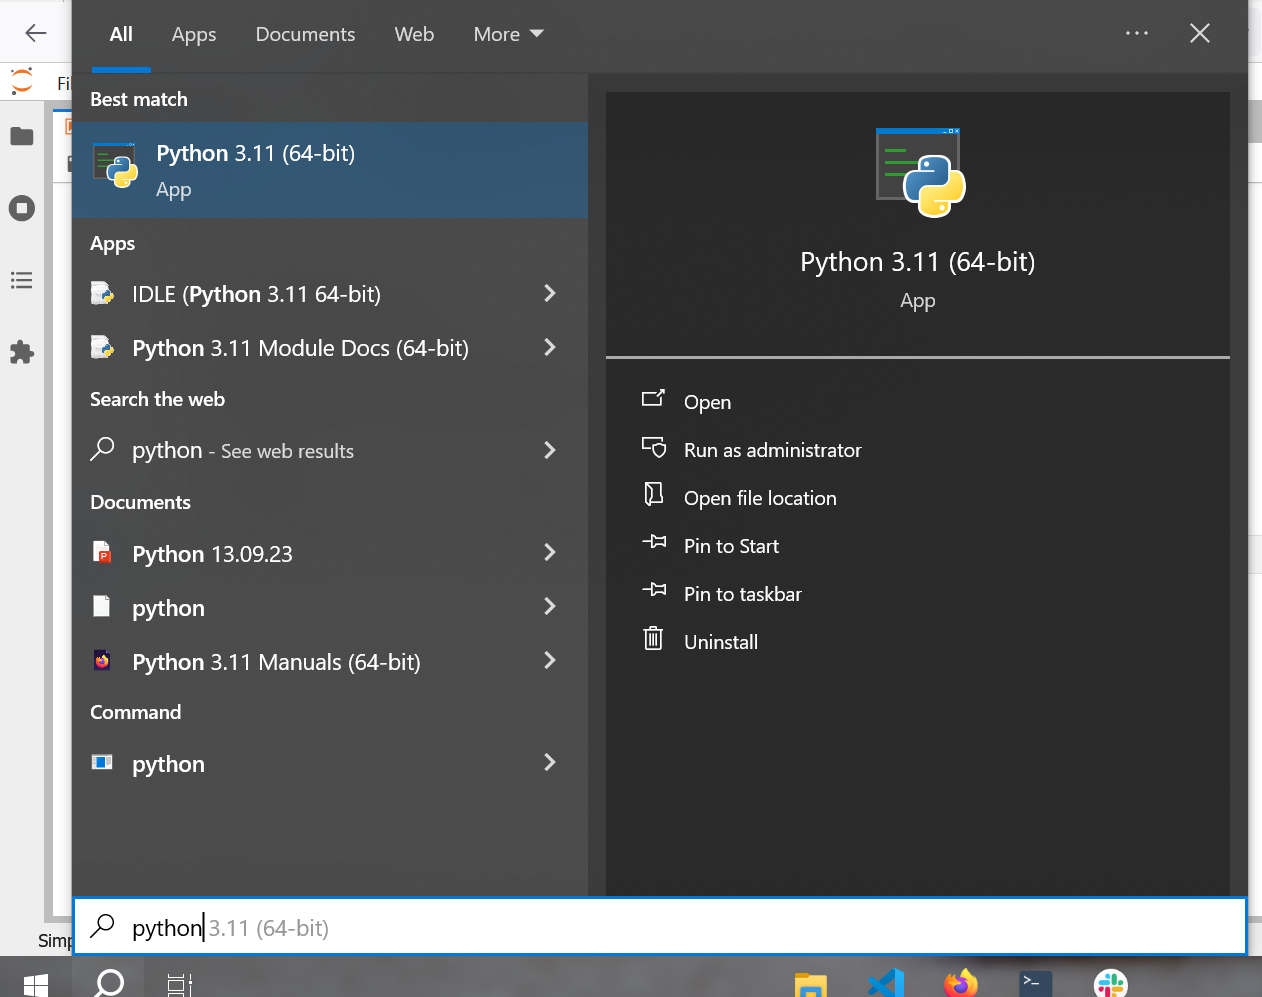 All Apps Documents Web More
Best match
Python 3.11 (64-bit)
App
Apps
IDLE (Python 3.11 64-bit)
Python 3.11 Module Docs (64-bit)
Search the web
python - See web results
Documents
Python 13.09.23
python
Python 3.11 Manuals (64-bit)
Command
python
Python 3.11 (64-bit)
App
Open
Run as administrator
Open file location
Pin to Start
Pin to taskbar
Uninstall
python 3.11 (64-bit)